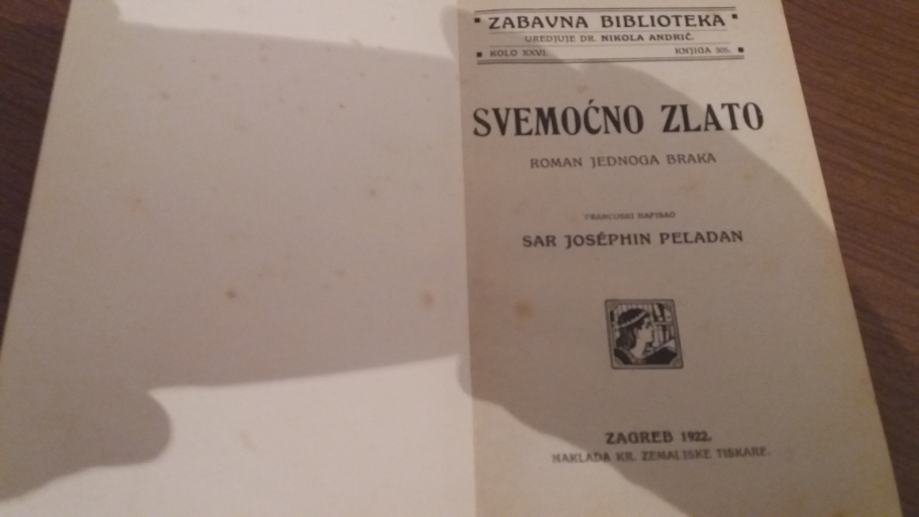 ZABAVNA BIBLIOTEKA
UREDJUJE DR. NIKOLA ANDRIĆ.
KOLO XXVI. KNJIGA 305.
SVEMOĆNO ZLATO
ROMAN JEDNOGA BRAKA
FRANCUSKI NAPISAO
SAR JOSÉPHIN PELADAN
ZAGREB 1922.
NAKLADA KR. ZEMALJSKE TISKARE.